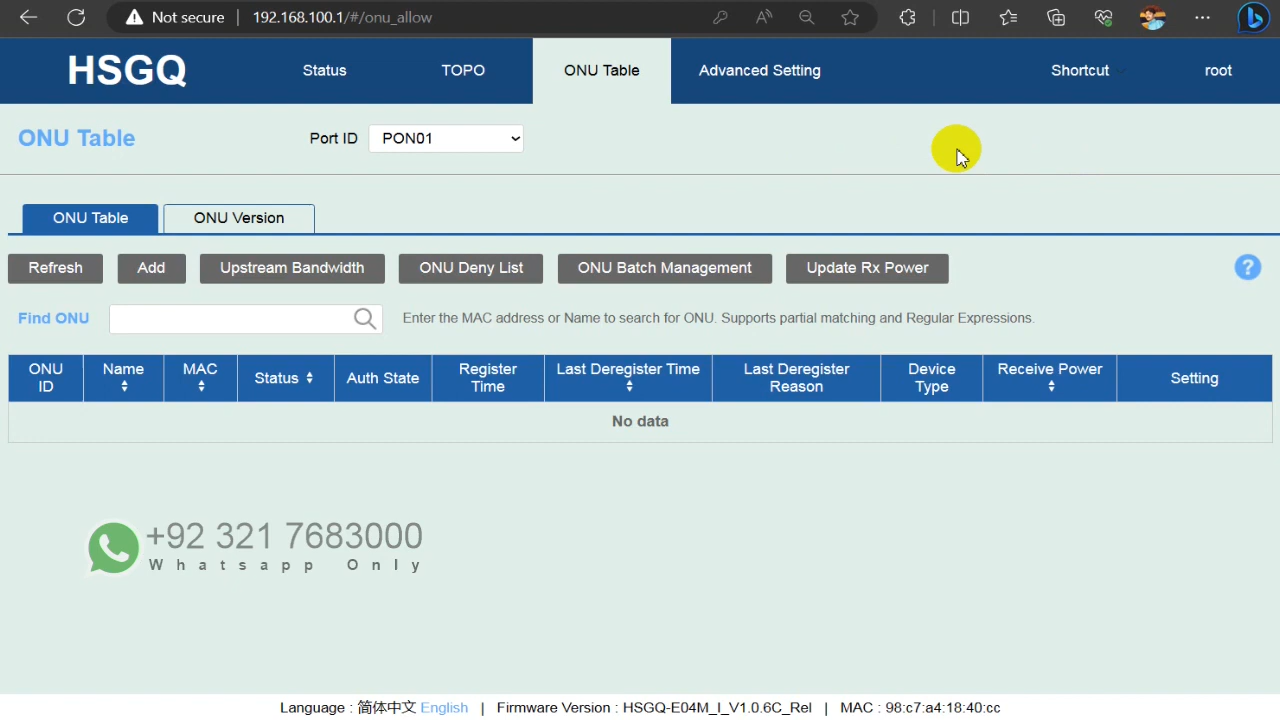 Not secure 192.168.100.1/#/onu_allow
HSGQ Status TOPO ONU Table Advanced Setting Shortcut root
ONU Table Port ID PON01
ONU Table ONU Version
Refresh Add Upstream Bandwidth ONU Deny List ONU Batch Management Update Rx Power ?
Find ONU Enter the MAC address or Name to search for ONU. Supports partial matching and Regular Expressions.
ONU ID Name MAC Status Auth State Register Time Last Deregister Time Last Deregister Reason Device Type Receive Power Setting
No data
+92 321 7683000
Whatsapp Only
Language : 简体中文 English | Firmware Version : HSGQ-E04M_I_V1.0.6C_Rel | MAC : 98:c7:a4:18:40:cc